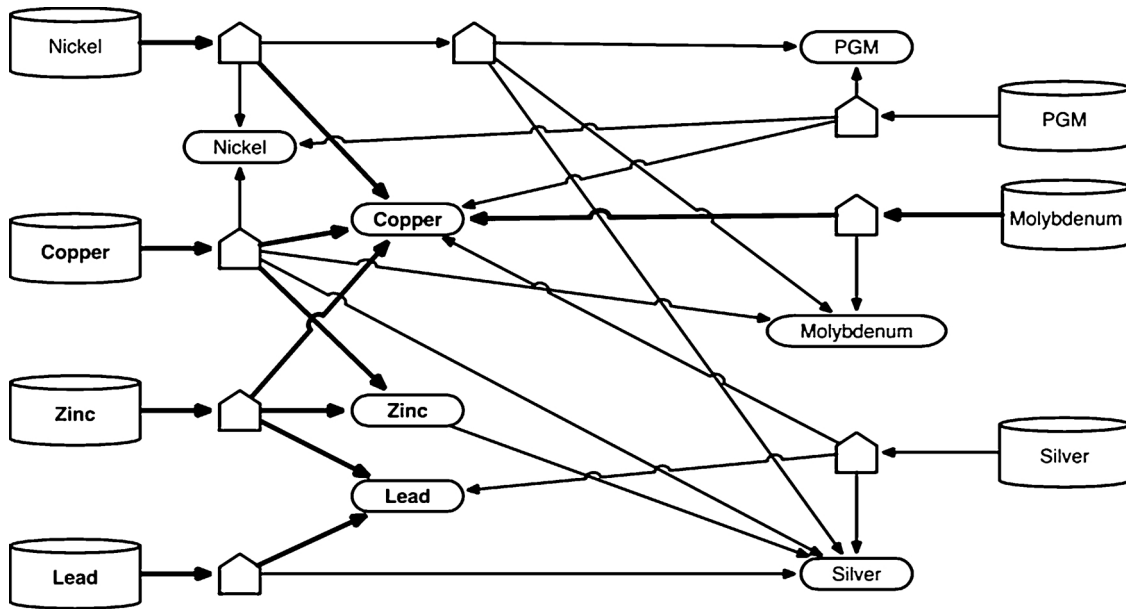 Nickel
PGM
PGM
Nickel
Copper
Molybdenum
Copper
Molybdenum
Zinc
Zinc
Silver
Lead
Lead
Silver